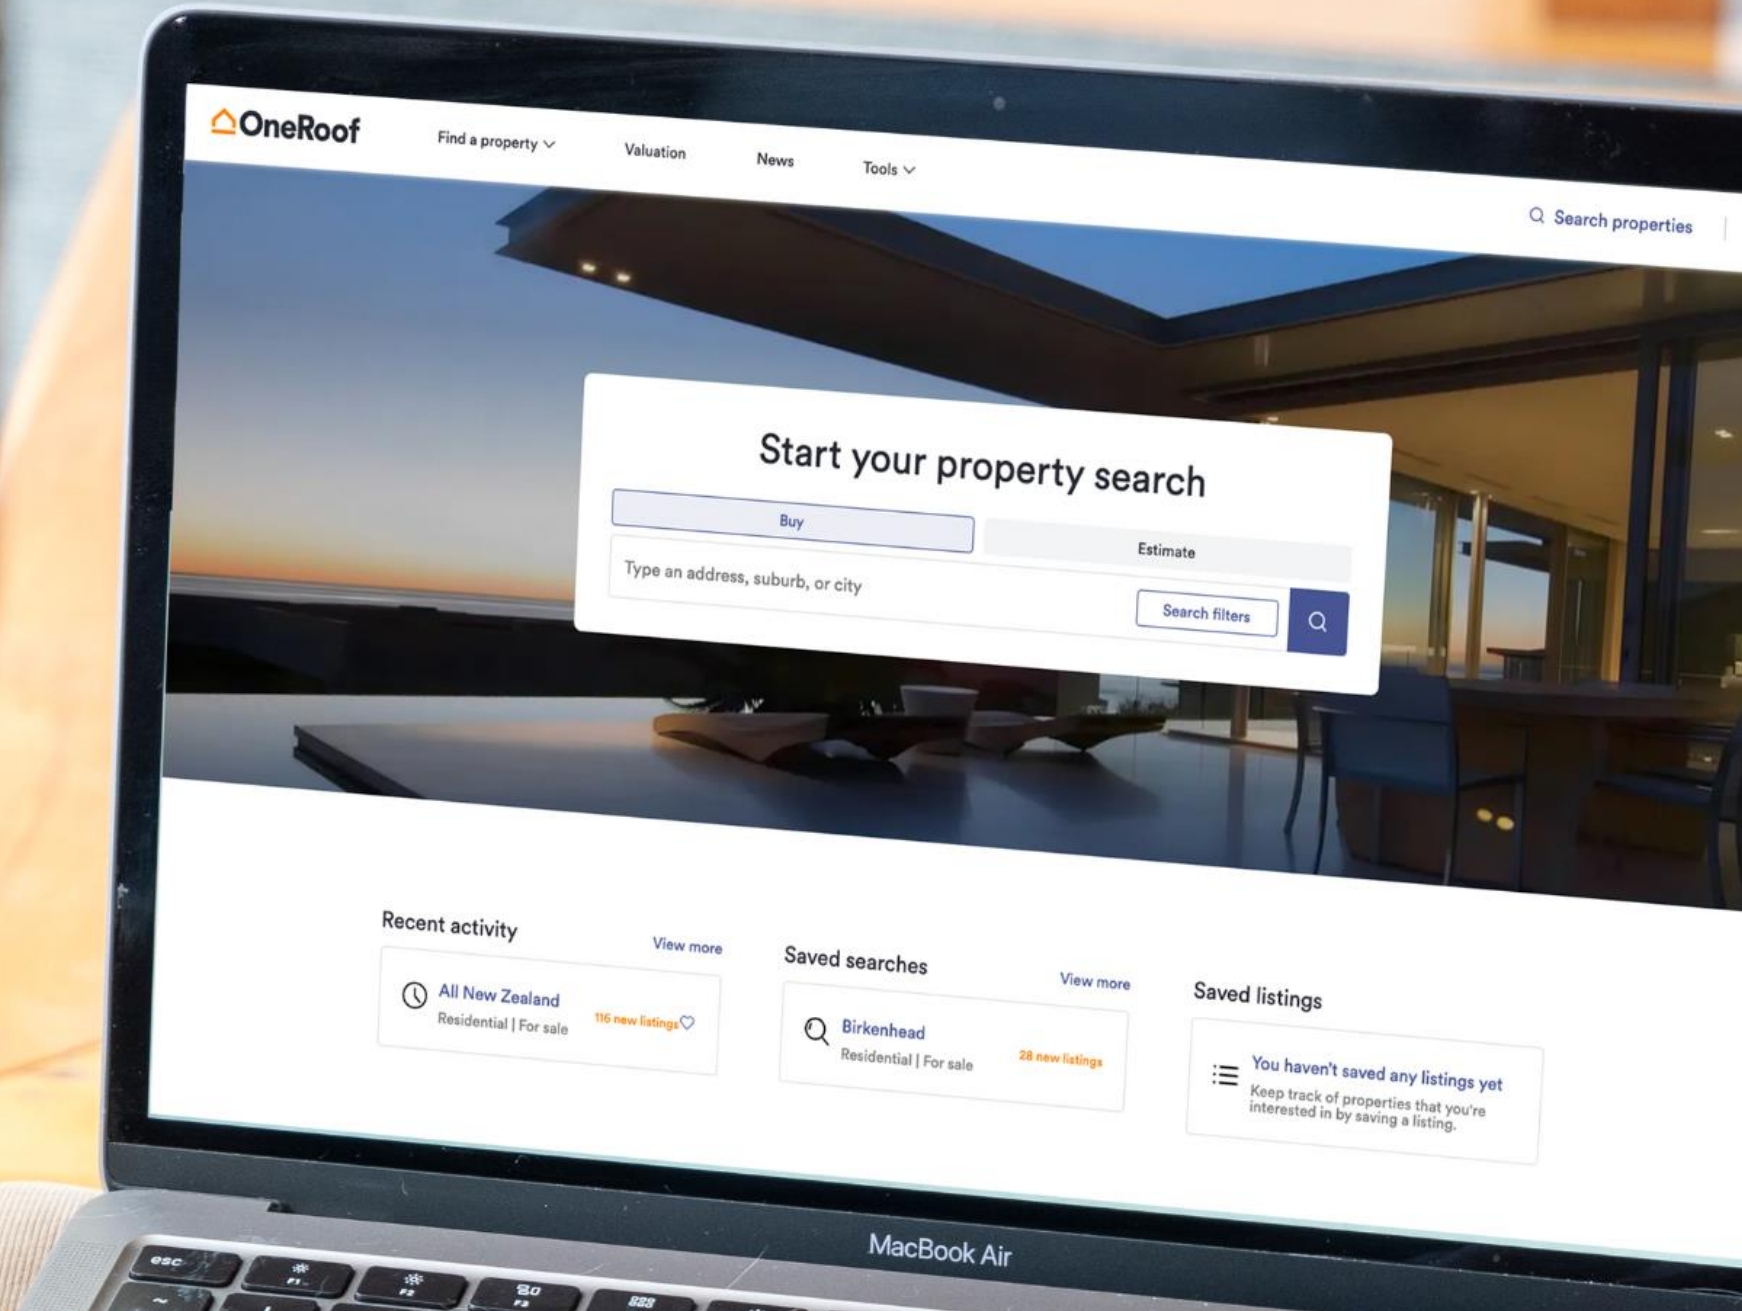 OneRoof
Find a property
Valuation
News
Tools
Search properties
Start your property search
Buy
Estimate
Type an address, suburb, or city
Search filters
Recent activity
View more
All New Zealand
Residential | For sale
116 new listings
Saved searches
View more
Birkenhead
Residential | For sale
28 new listings
Saved listings
You haven't saved any listings yet
Keep track of properties that you're
interested in by saving a listing.
MacBook Air
esc
F1
F2
F3
~